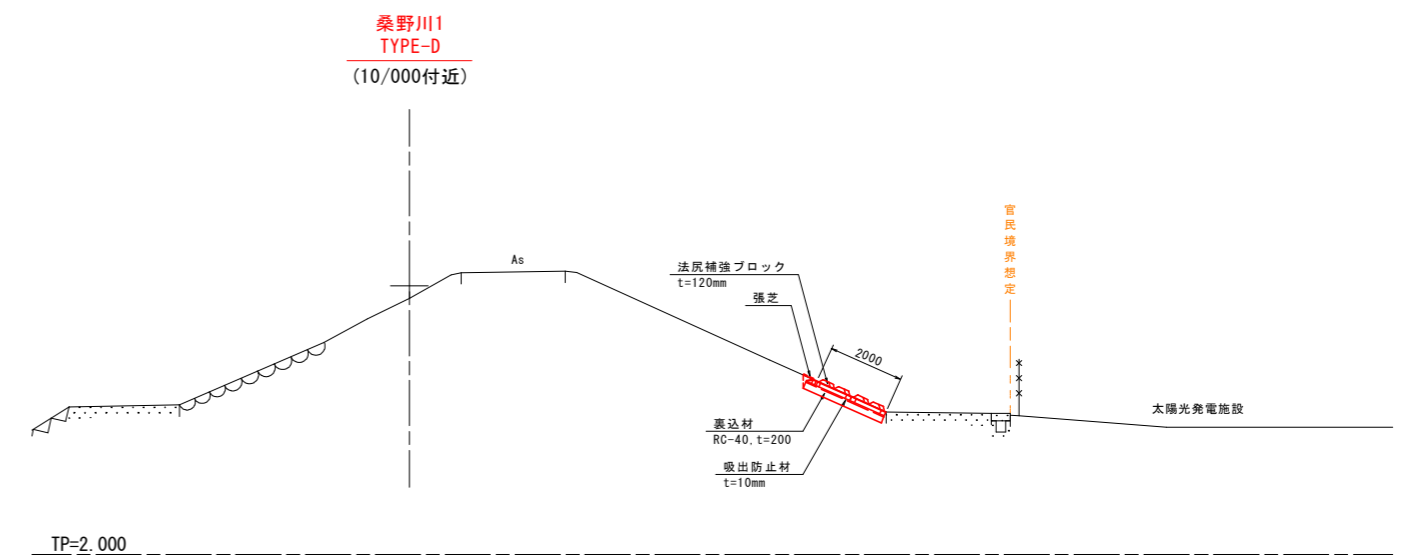 桑野川1
TYPE-D
(10/000付近)
官民境界想定
As
法尻補強ブロック
t=120mm
張芝
2000
太陽光発電施設
裏込材
RC-40, t=200
吸出防止材
t=10mm
TP=2.000